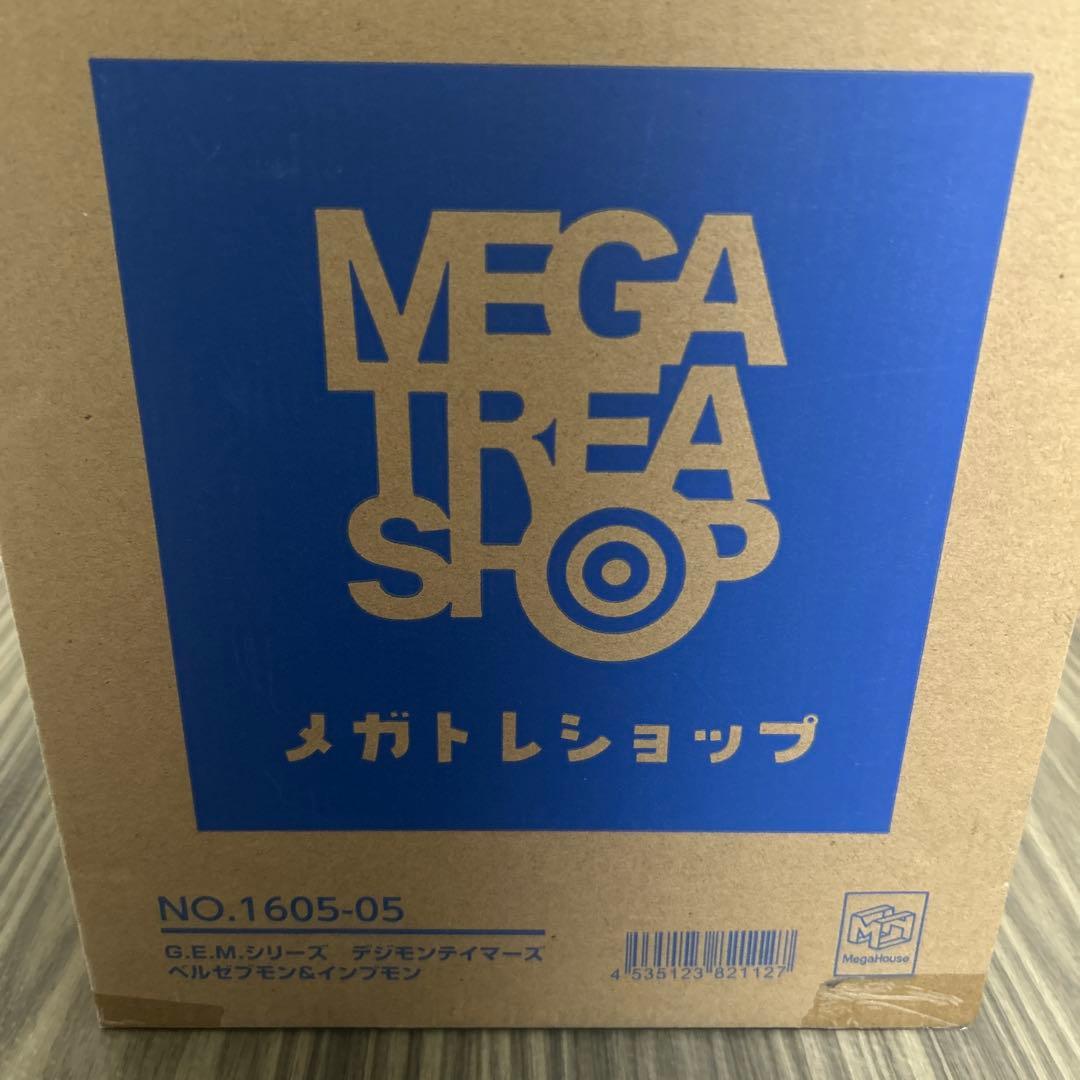 MEGA
TREA
SHOP
メガトレショップ
NO.1605-05
G.E.M.シリーズ デジモンテイマーズ
ベルゼブモン&インプモン
4 535123 821127
MegaHouse